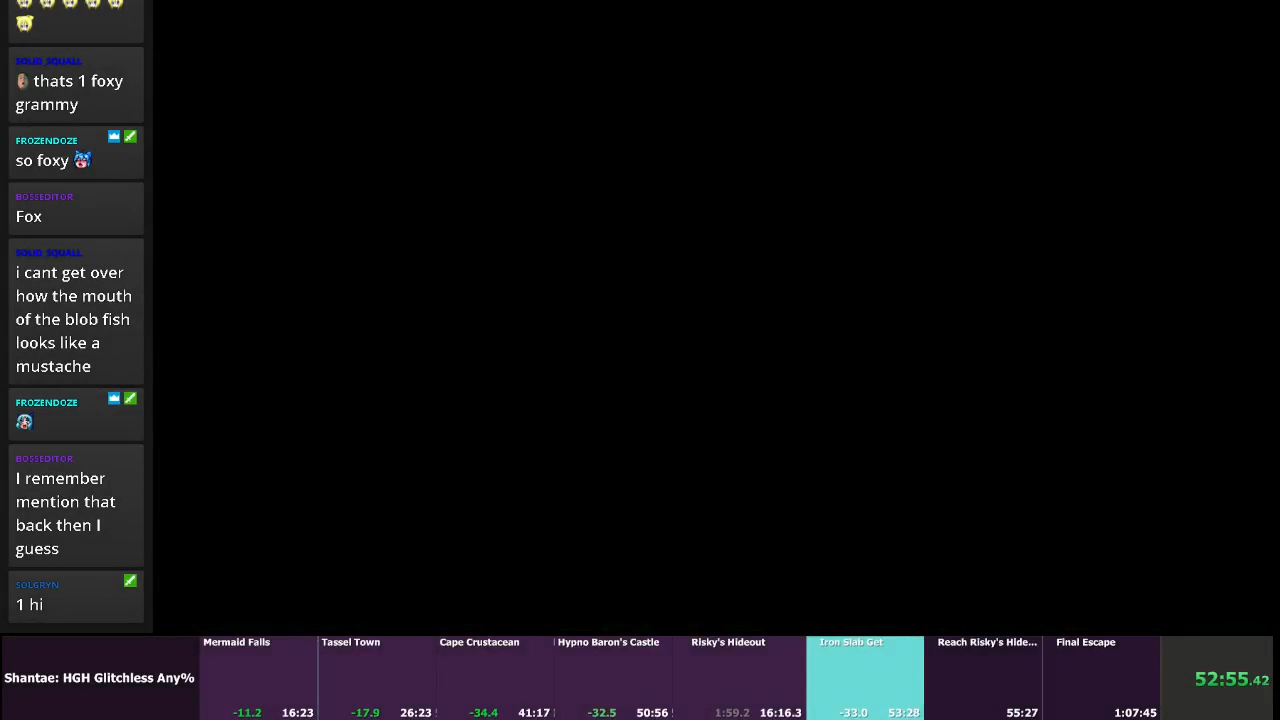 SOLID_SQUALL
thats 1 foxy
grammy
FROZENDOZE
so foxy
BOSSEDITOR
Fox
SOLID_SQUALL
i cant get over
how the mouth
of the blob fish
looks like a
mustache
FROZENDOZE
BOSSEDITOR
I remember
mention that
back then I
guess
SOLGRYN
1 hi
Shantae: HGH Glitchless Any%
Mermaid Falls
-11.2 16:23
Tassel Town
-17.9 26:23
Cape Crustacean
-34.4 41:17
Hypno Baron's Castle
-32.5 50:56
Risky's Hideout
1:59.2 16:16.3
Iron Slab Get
-33.0 53:28
Reach Risky's Hide...
55:27
Final Escape
1:07:45
52:55.42